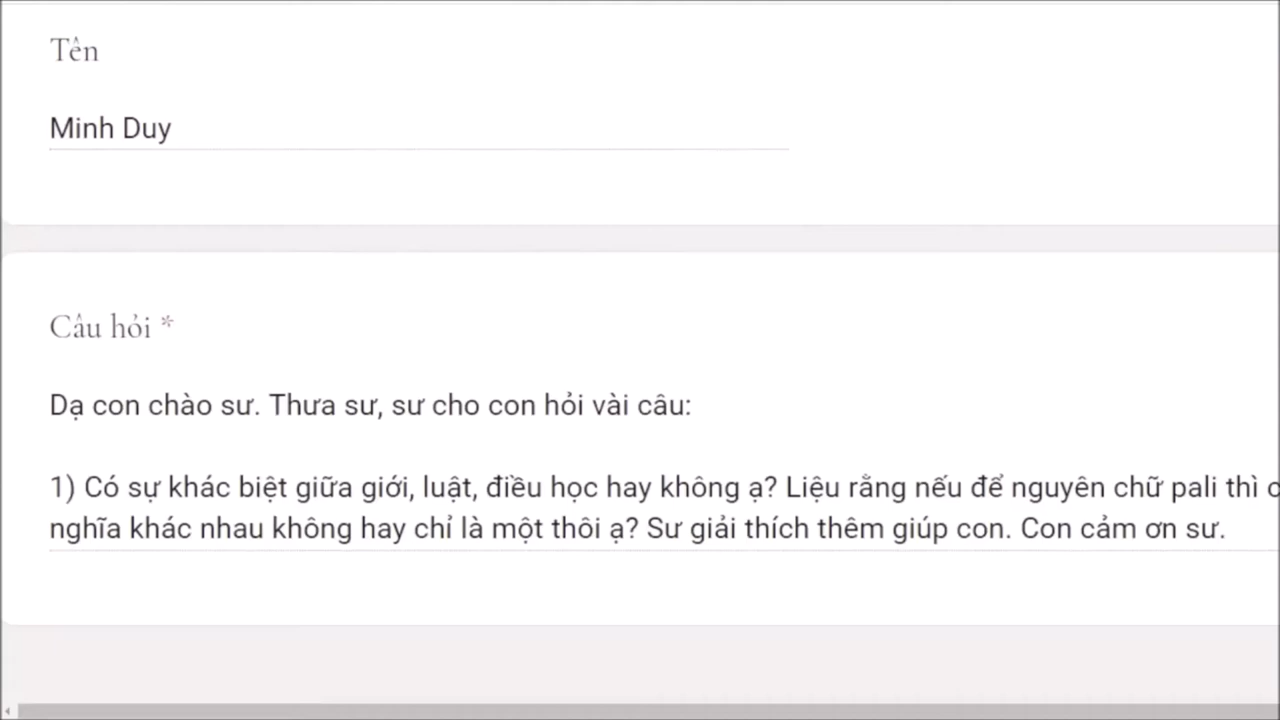 Tên
Minh Duy
Câu hỏi *
Dạ con chào sư. Thưa sư, sư cho con hỏi vài câu:
1) Có sự khác biệt giữa giới, luật, điều học hay không ạ? Liệu rằng nếu để nguyên chữ pali thì
nghĩa khác nhau không hay chỉ là một thôi ạ? Sư giải thích thêm giúp con. Con cảm ơn sư.